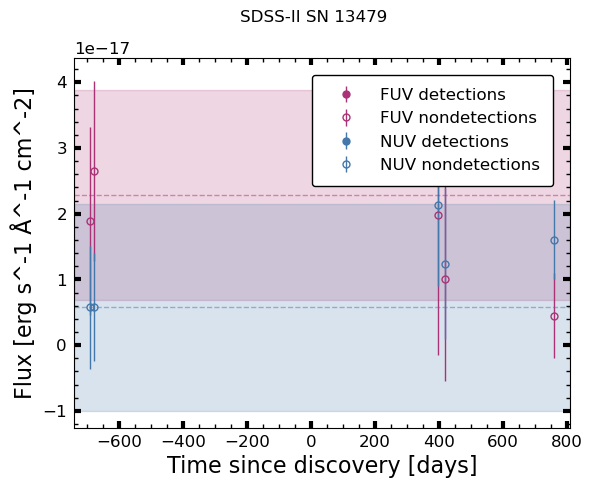 SDSS-II SN 13479
1e−17
FUV detections
FUV nondetections
NUV detections
NUV nondetections
4
3
2
1
0
−1
Flux [erg s^-1 Å^-1 cm^-2]
−600 −400 −200 0 200 400 600 800
Time since discovery [days]